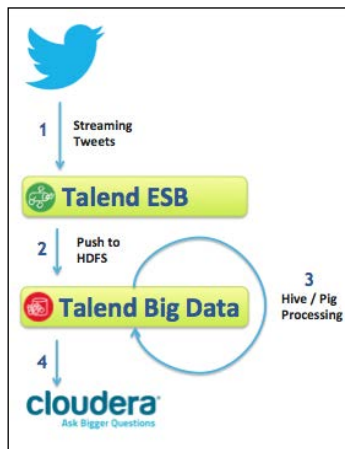 1
Streaming
Tweets
Talend ESB
2
Push to
HDFS
3
Hive / Pig
Processing
Talend Big Data
4
cloudera
Ask Bigger Questions